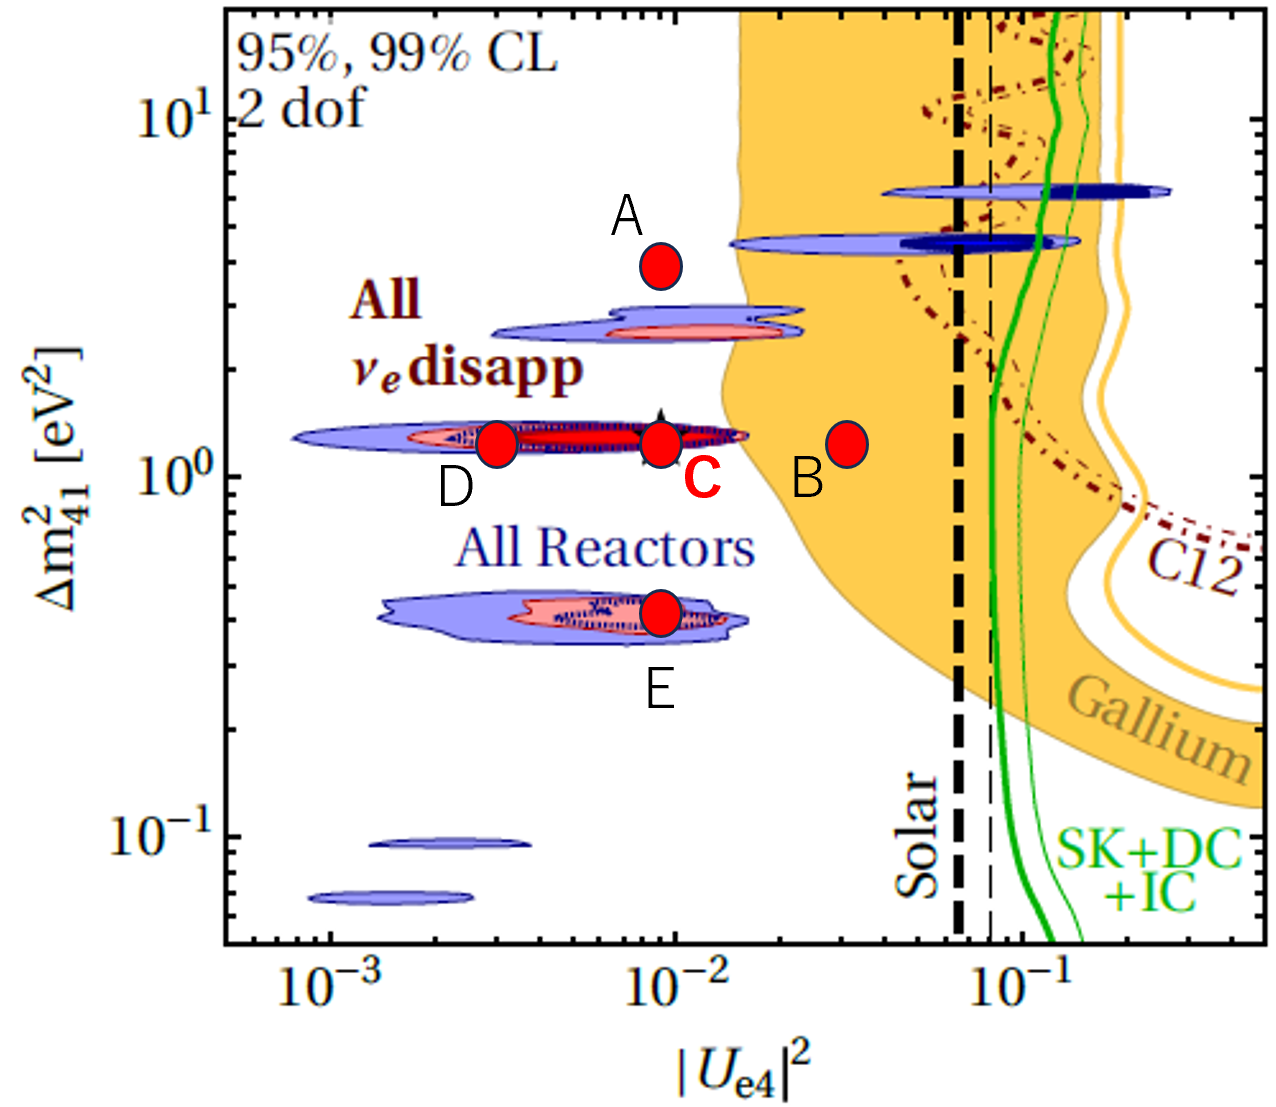 95%, 99% CL
2 dof
10¹
A
All
νₑ disapp
D
C
B
10⁰
All Reactors
C12
E
Gallium
Solar
10⁻¹
SK+DC
+IC
Δm²₄₁ [eV²]
10⁻³
10⁻²
10⁻¹
|Uₑ₄|²